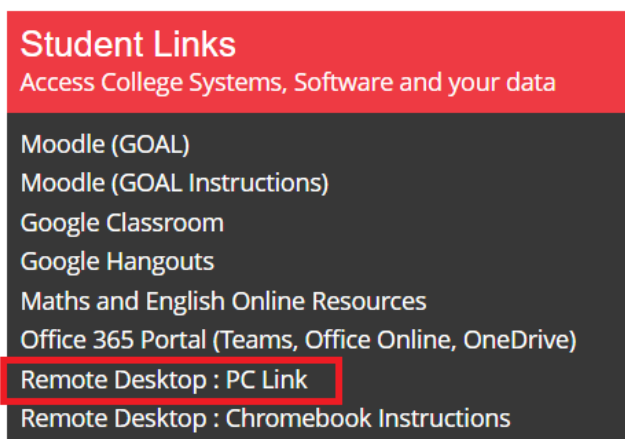 Student Links
Access College Systems, Software and your data
Moodle (GOAL)
Moodle (GOAL Instructions)
Google Classroom
Google Hangouts
Maths and English Online Resources
Office 365 Portal (Teams, Office Online, OneDrive)
Remote Desktop : PC Link
Remote Desktop : Chromebook Instructions